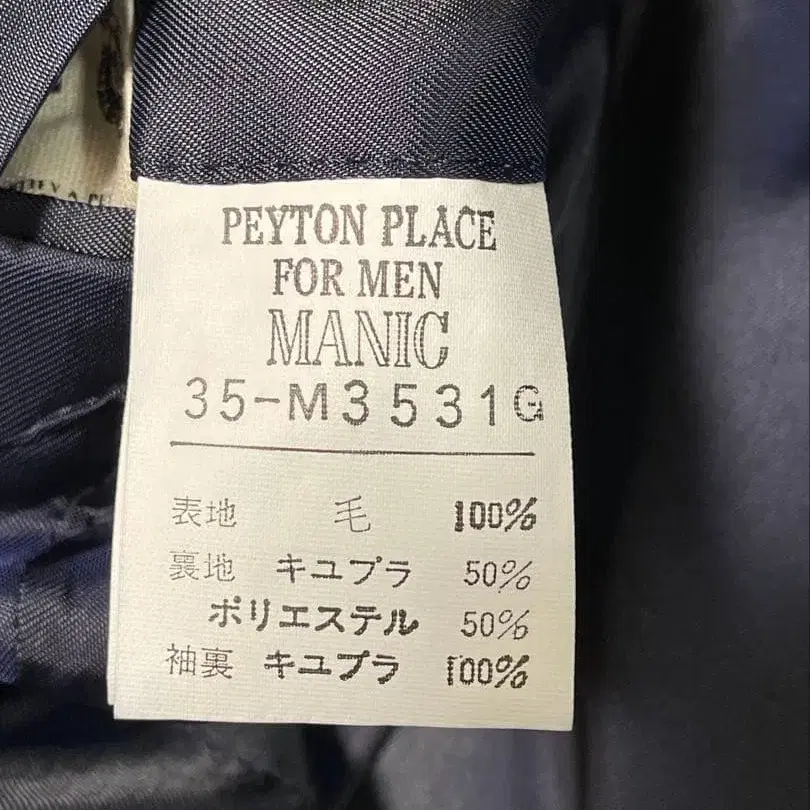 PEYTON PLACE
FOR MEN
MANIC
35-M3531G
表地 毛 100%
裏地 キユプラ 50%
ポリエステル 50%
袖裏 キユプラ 100%